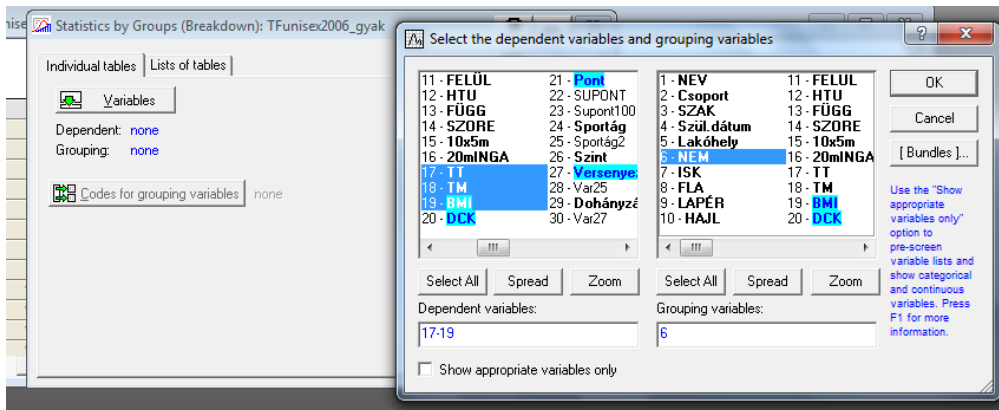 nise
Statistics by Groups (Breakdown): TFunisex2006_gyak
Individual tables
Lists of tables
Variables
Dependent: none
Grouping: none
Codes for grouping variables none
Select the dependent variables and grouping variables
11 - FELÜL
12 - HTU
13 - FÜGG
14 - SZORE
15 - 10x5m
16 - 20mINGA
17 - TT
18 - TM
19 - BMI
20 - DCK
21 - Pont
22 - SUPONT
23 - Supont100
24 - Sportág
25 - Sportág2
26 - Szint
27 - Versenyez
28 - Var25
29 - Dohányzá
30 - Var27
1 - NEV
2 - Csoport
3 - SZAK
4 - Szül.dátum
5 - Lakóhely
6 - NEM
7 - ISK
8 - FLA
9 - LAPÉR
10 - HAJL
11 - FELUL
12 - HTU
13 - FÜGG
14 - SZORE
15 - 10x5m
16 - 20mINGA
17 - TT
18 - TM
19 - BMI
20 - DCK
Select All Spread Zoom
Select All Spread Zoom
Dependent variables:
17-19
Grouping variables:
6
Show appropriate variables only
OK
Cancel
[ Bundles ]...
Use the "Show
appropriate
variables only"
option to
pre-screen
variable lists and
show categorical
and continuous
variables. Press
F1 for more
information.